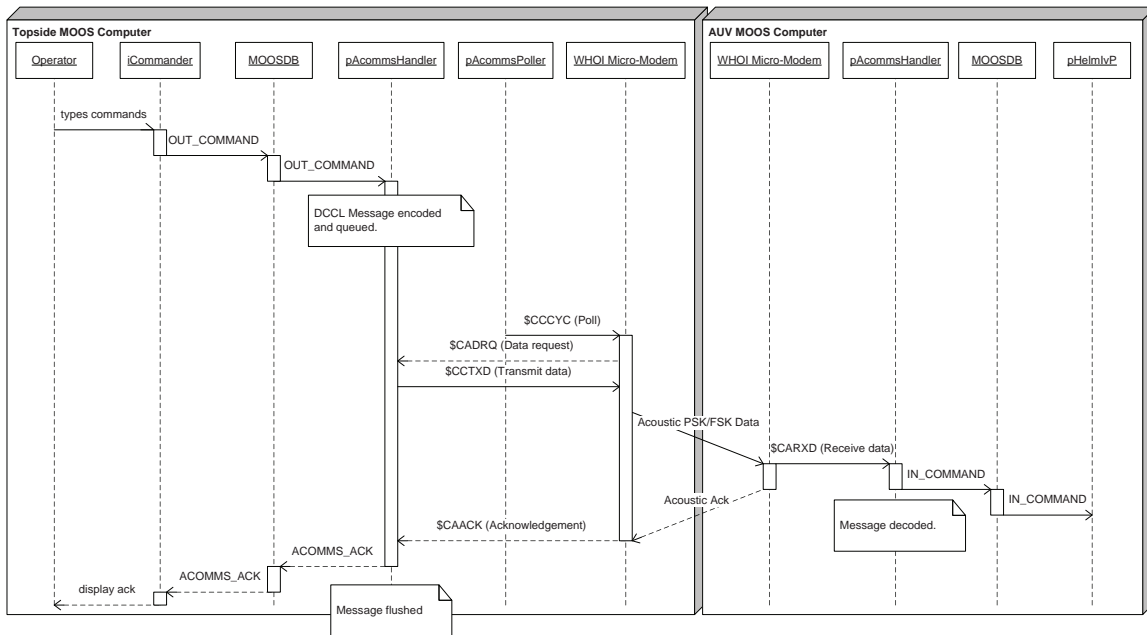 Topside MOOS Computer
AUV MOOS Computer
Operator
iCommander
MOOSDB
pAcommsHandler
pAcommsPoller
WHOI Micro-Modem
WHOI Micro-Modem
pAcommsHandler
MOOSDB
pHelmIvP
types commands
OUT_COMMAND
OUT_COMMAND
DCCL Message encoded
and queued.
$CCCYC (Poll)
$CADRQ (Data request)
$CCTXD (Transmit data)
Acoustic PSK/FSK Data
$CARXD (Receive data)
IN_COMMAND
Acoustic Ack
IN_COMMAND
Message decoded.
$CAACK (Acknowledgement)
ACOMMS_ACK
ACOMMS_ACK
display ack
Message flushed